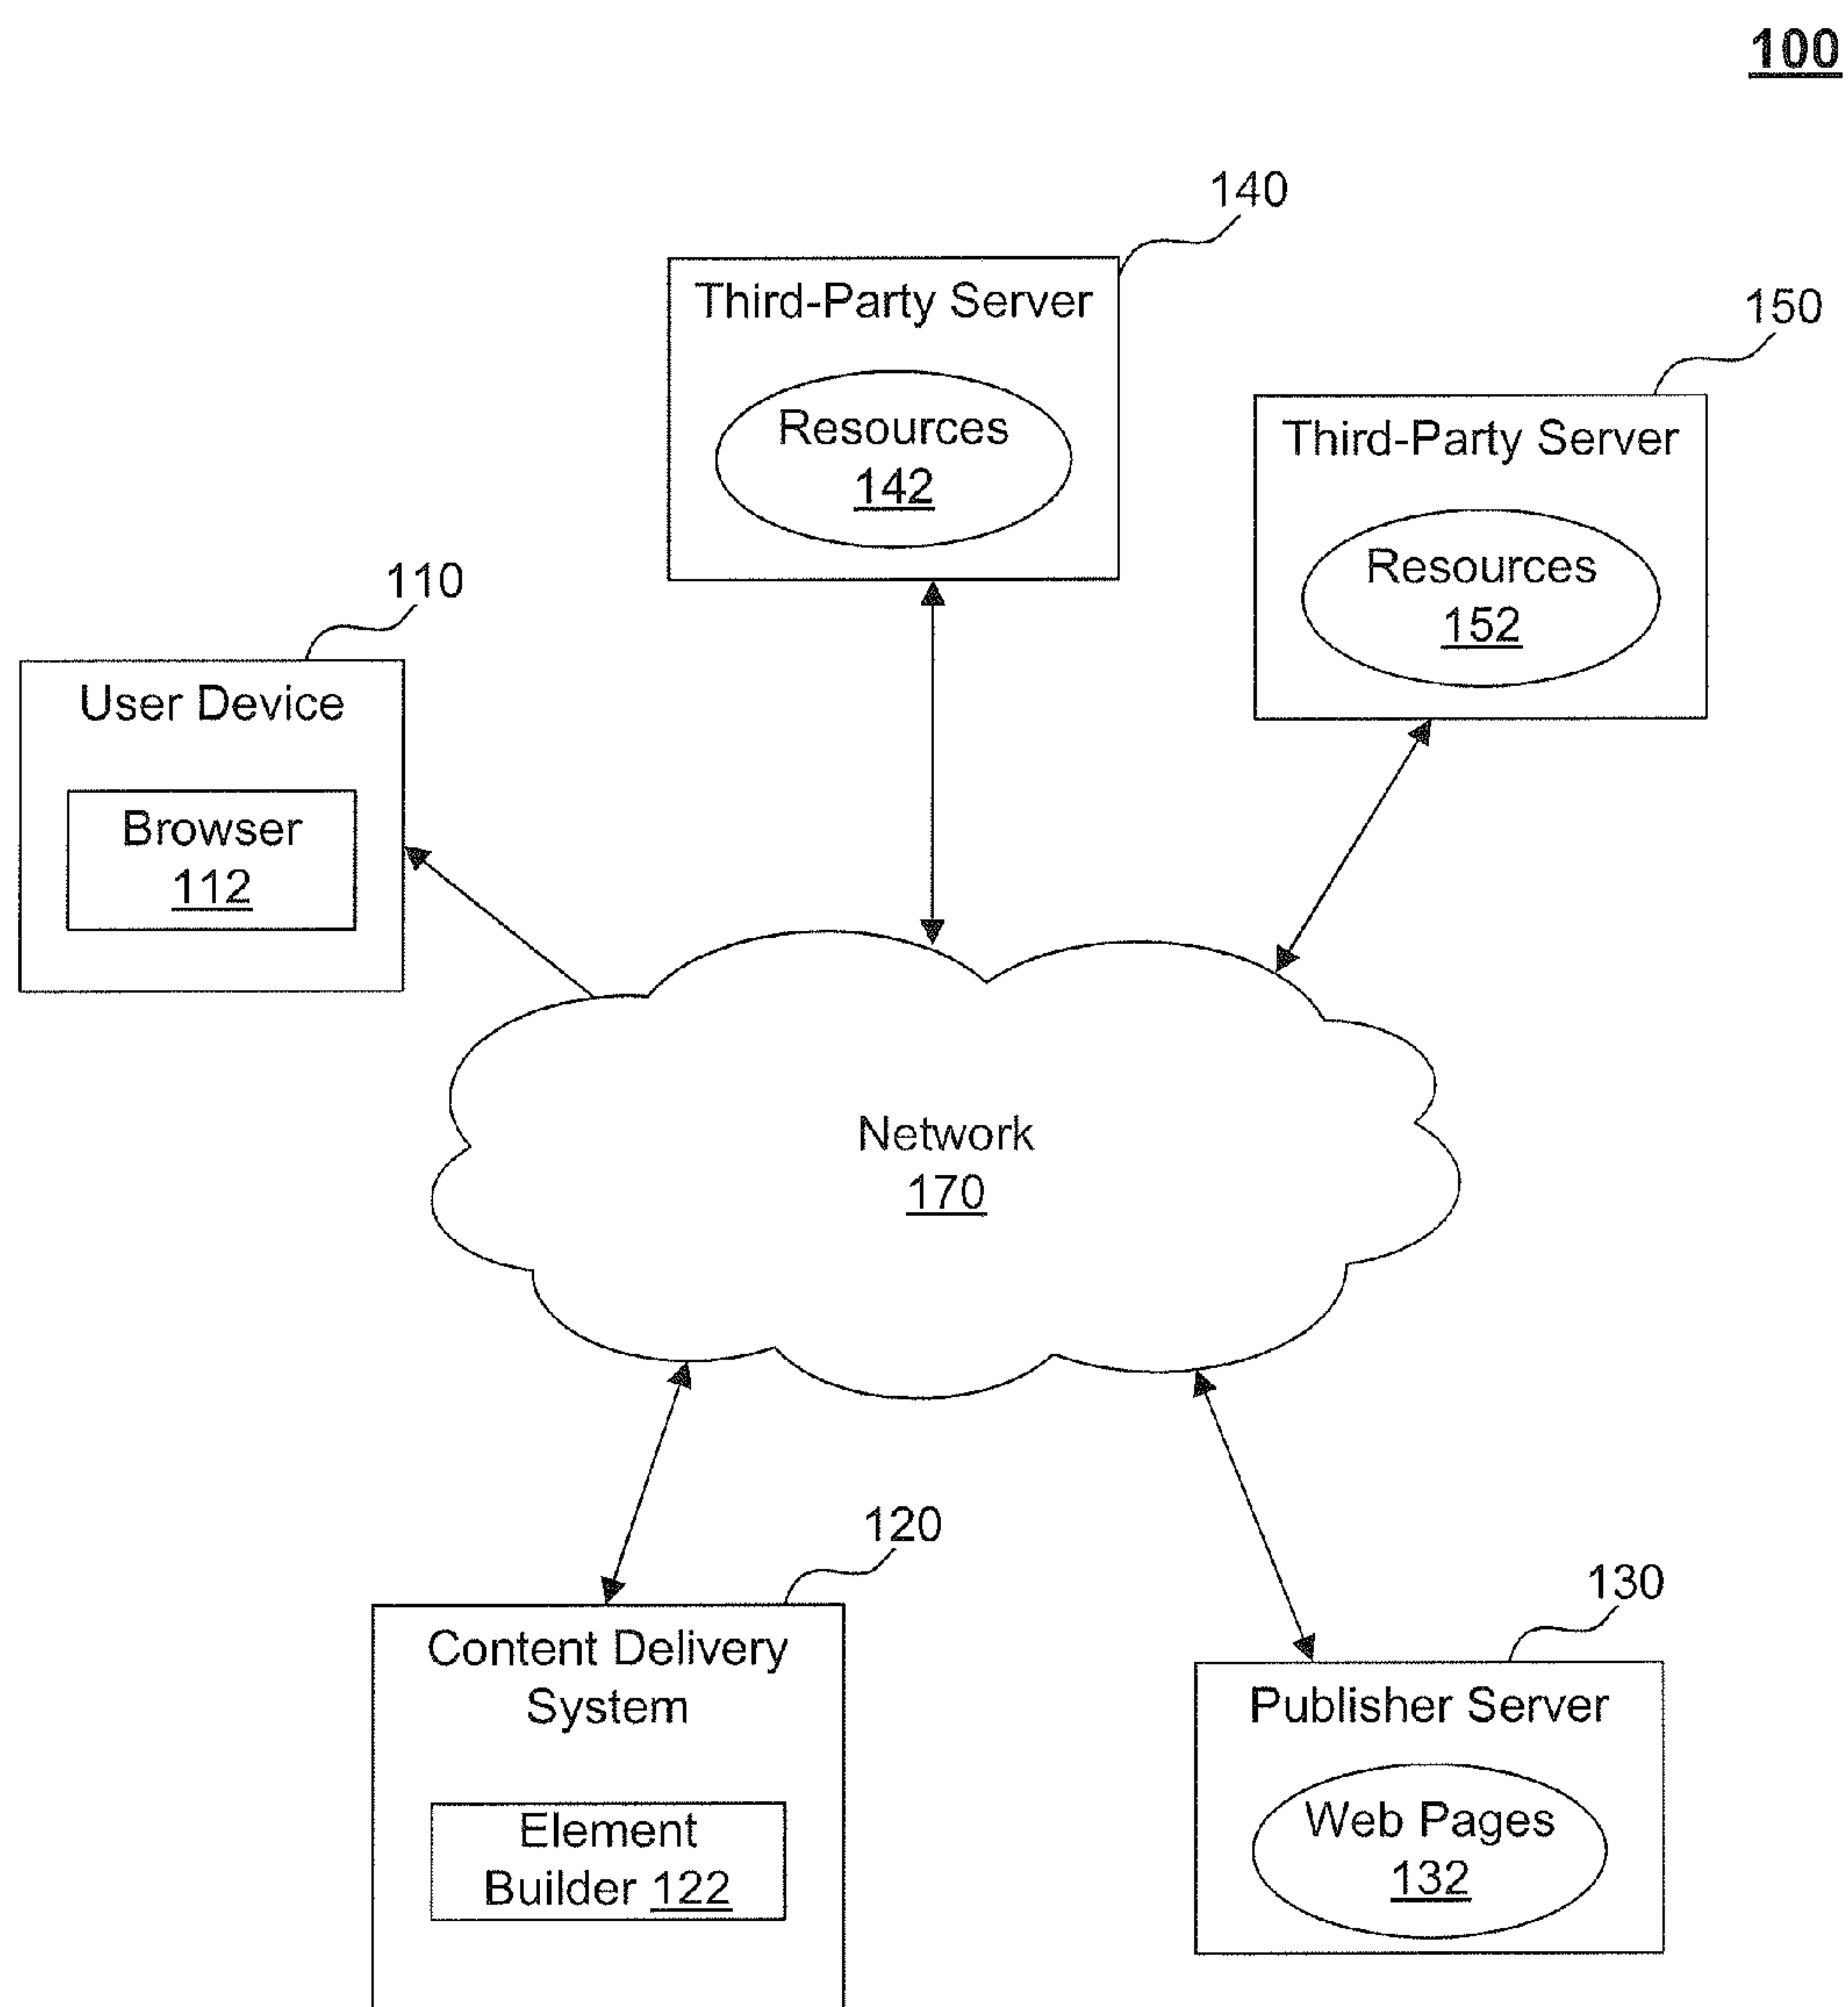 100
140
Third-Party Server
Resources
142
150
Third-Party Server
Resources
152
110
User Device
Browser
112
Network
170
120
Content Delivery
System
Element
Builder 122
130
Publisher Server
Web Pages
132